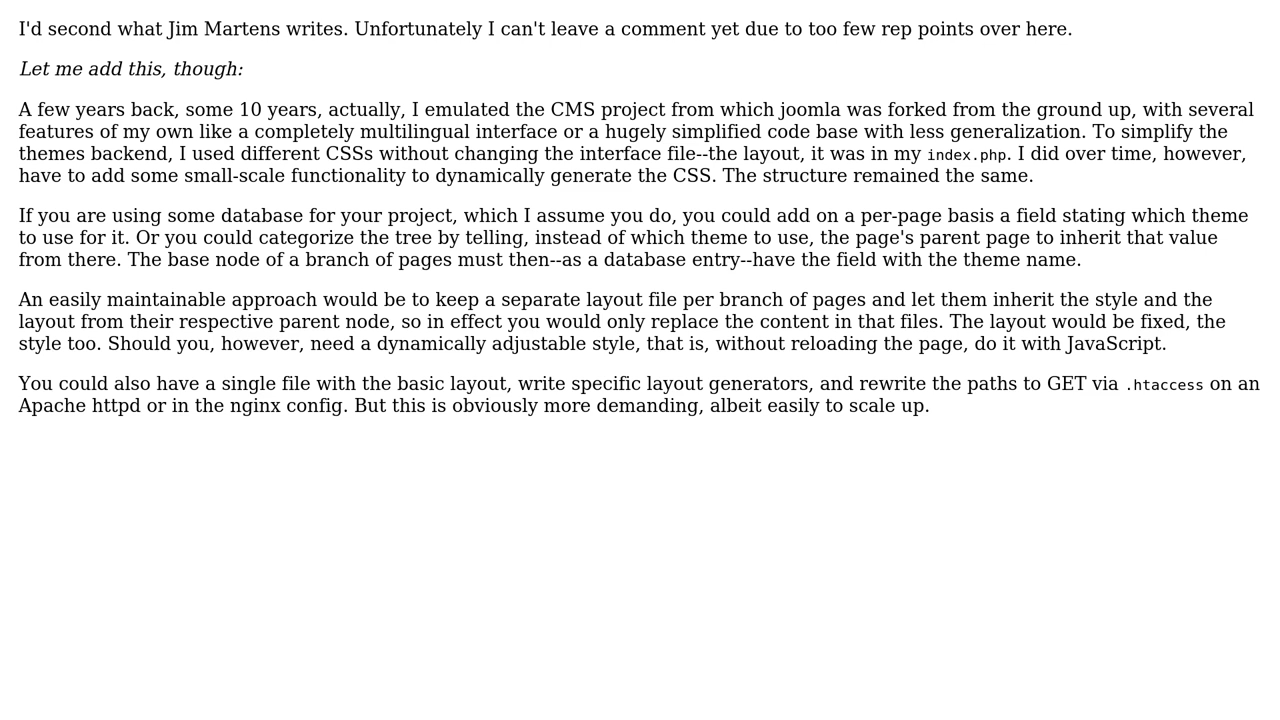 I'd second what Jim Martens writes. Unfortunately I can't leave a comment yet due to too few rep points over here.
Let me add this, though:
A few years back, some 10 years, actually, I emulated the CMS project from which joomla was forked from the ground up, with several
features of my own like a completely multilingual interface or a hugely simplified code base with less generalization. To simplify the
themes backend, I used different CSSs without changing the interface file--the layout, it was in my index.php. I did over time, however,
have to add some small-scale functionality to dynamically generate the CSS. The structure remained the same.
If you are using some database for your project, which I assume you do, you could add on a per-page basis a field stating which theme
to use for it. Or you could categorize the tree by telling, instead of which theme to use, the page's parent page to inherit that value
from there. The base node of a branch of pages must then--as a database entry--have the field with the theme name.
An easily maintainable approach would be to keep a separate layout file per branch of pages and let them inherit the style and the
layout from their respective parent node, so in effect you would only replace the content in that files. The layout would be fixed, the
style too. Should you, however, need a dynamically adjustable style, that is, without reloading the page, do it with JavaScript.
You could also have a single file with the basic layout, write specific layout generators, and rewrite the paths to GET via .htaccess on an
Apache httpd or in the nginx config. But this is obviously more demanding, albeit easily to scale up.